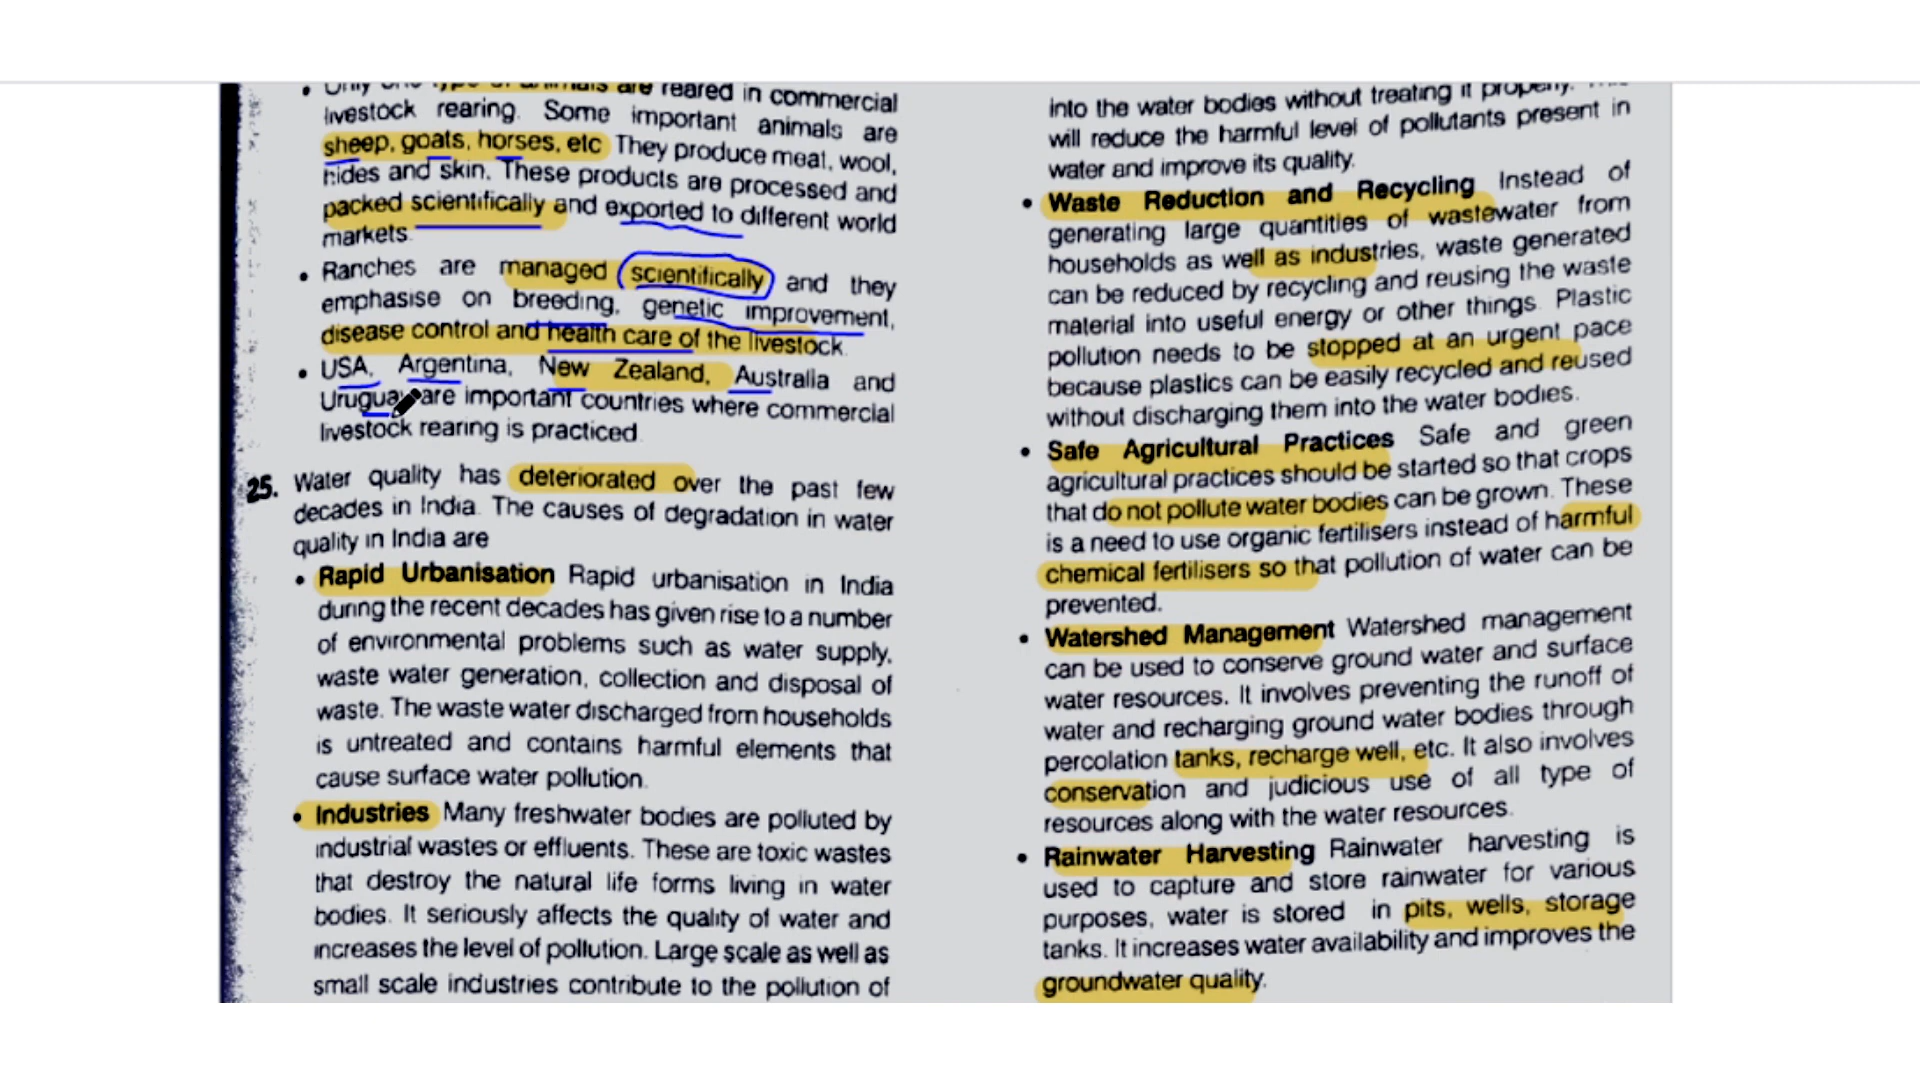 Only one type of animals are reared in commercial
livestock rearing. Some important animals are
sheep, goats, horses, etc They produce meat, wool,
hides and skin. These products are processed and
packed scientifically and exported to different world
markets.
• Ranches are managed scientifically and they
emphasise on breeding, genetic improvement,
disease control and health care of the livestock.
• USA, Argentina, New Zealand, Australia and
Uruguay are important countries where commercial
livestock rearing is practiced.
25. Water quality has deteriorated over the past few
decades in India. The causes of degradation in water
quality in India are
• Rapid Urbanisation Rapid urbanisation in India
during the recent decades has given rise to a number
of environmental problems such as water supply,
waste water generation, collection and disposal of
waste. The waste water discharged from households
is untreated and contains harmful elements that
cause surface water pollution.
• Industries Many freshwater bodies are polluted by
industrial wastes or effluents. These are toxic wastes
that destroy the natural life forms living in water
bodies. It seriously affects the quality of water and
increases the level of pollution. Large scale as well as
small scale industries contribute to the pollution of
into the water bodies without treating it properly.
will reduce the harmful level of pollutants present in
water and improve its quality.
• Waste Reduction and Recycling Instead of
generating large quantities of wastewater from
households as well as industries, waste generated
can be reduced by recycling and reusing the waste
material into useful energy or other things. Plastic
pollution needs to be stopped at an urgent pace
because plastics can be easily recycled and reused
without discharging them into the water bodies.
• Safe Agricultural Practices Safe and green
agricultural practices should be started so that crops
that do not pollute water bodies can be grown. These
is a need to use organic fertilisers instead of harmful
chemical fertilisers so that pollution of water can be
prevented.
• Watershed Management Watershed management
can be used to conserve ground water and surface
water resources. It involves preventing the runoff of
water and recharging ground water bodies through
percolation tanks, recharge well, etc. It also involves
conservation and judicious use of all type of
resources along with the water resources.
• Rainwater Harvesting Rainwater harvesting is
used to capture and store rainwater for various
purposes, water is stored in pits, wells, storage
tanks. It increases water availability and improves the
groundwater quality.